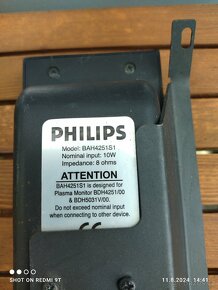 PHILIPS
Model: BAH4251S1
Nominal input: 10W
Impedance: 8 ohms
ATTENTION
BAH4251S1 is designed for
Plasma Monitor BDH4251/00
& BDH5031V/00.
Do not exceed nominal input
when connecting to other device.
CE
SHOT ON REDMI 9T
11.8.2024 14:41